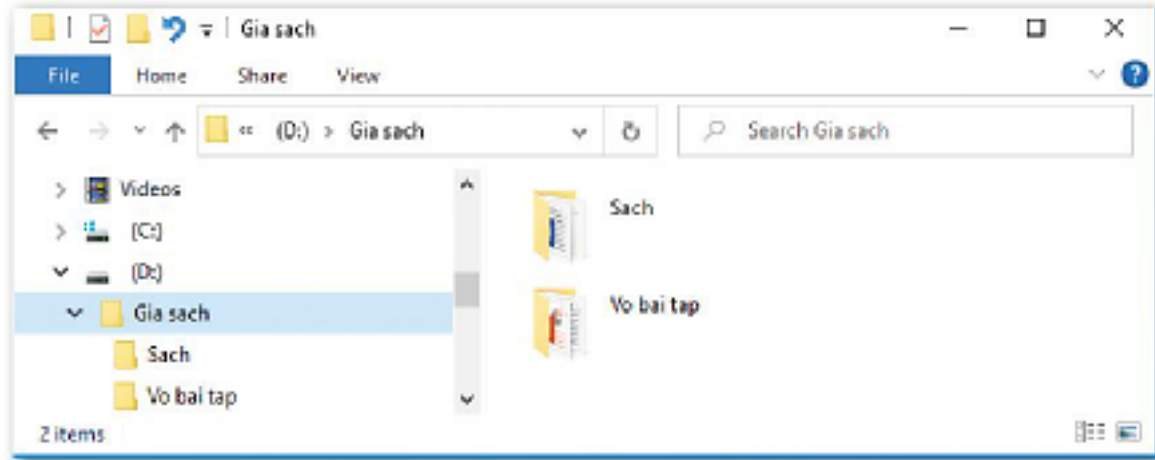 Gia sach
File Home Share View
« (D:) > Gia sach
Search Gia sach
Videos
(C:)
(D:)
Gia sach
Sach
Vo bai tap
Sach
Vo bai tap
2 items